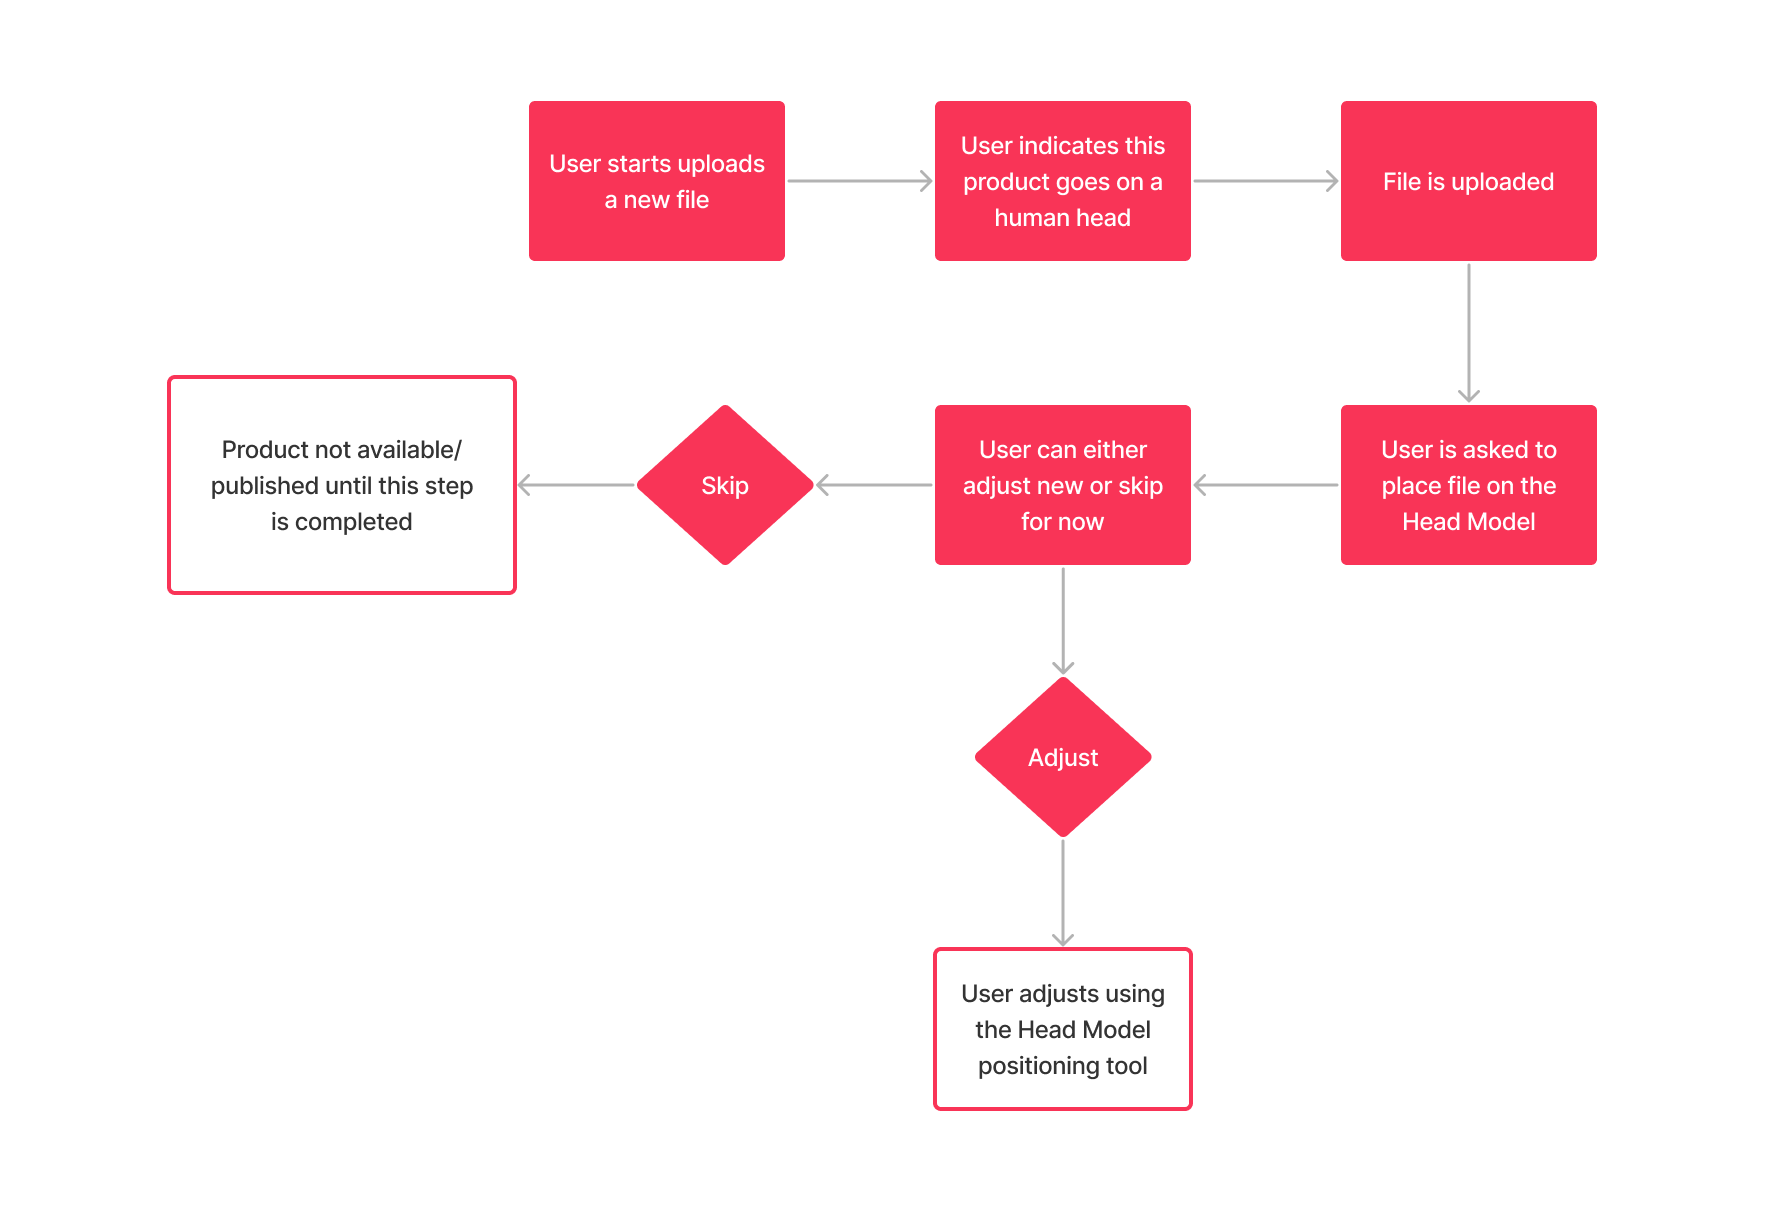 User starts uploads
a new file
User indicates this
product goes on a
human head
File is uploaded
Product not available/
published until this step
is completed
Skip
User can either
adjust new or skip
for now
User is asked to
place file on the
Head Model
Adjust
User adjusts using
the Head Model
positioning tool